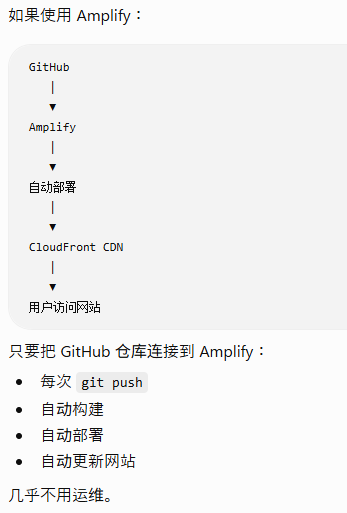 如果使用 Amplify：
GitHub
│
▼
Amplify
│
▼
自动部署
│
▼
CloudFront CDN
│
▼
用户访问网站
只要把 GitHub 仓库连接到 Amplify：
• 每次 git push
• 自动构建
• 自动部署
• 自动更新网站
几乎不用运维。